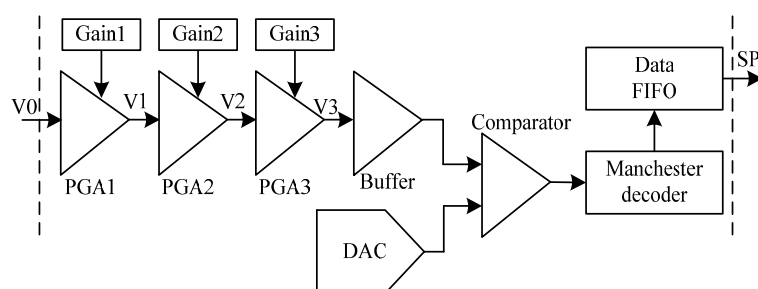 Gain1
Gain2
Gain3
V0
V1
V2
V3
PGA1
PGA2
PGA3
Buffer
Comparator
DAC
Data
FIFO
Manchester
decoder